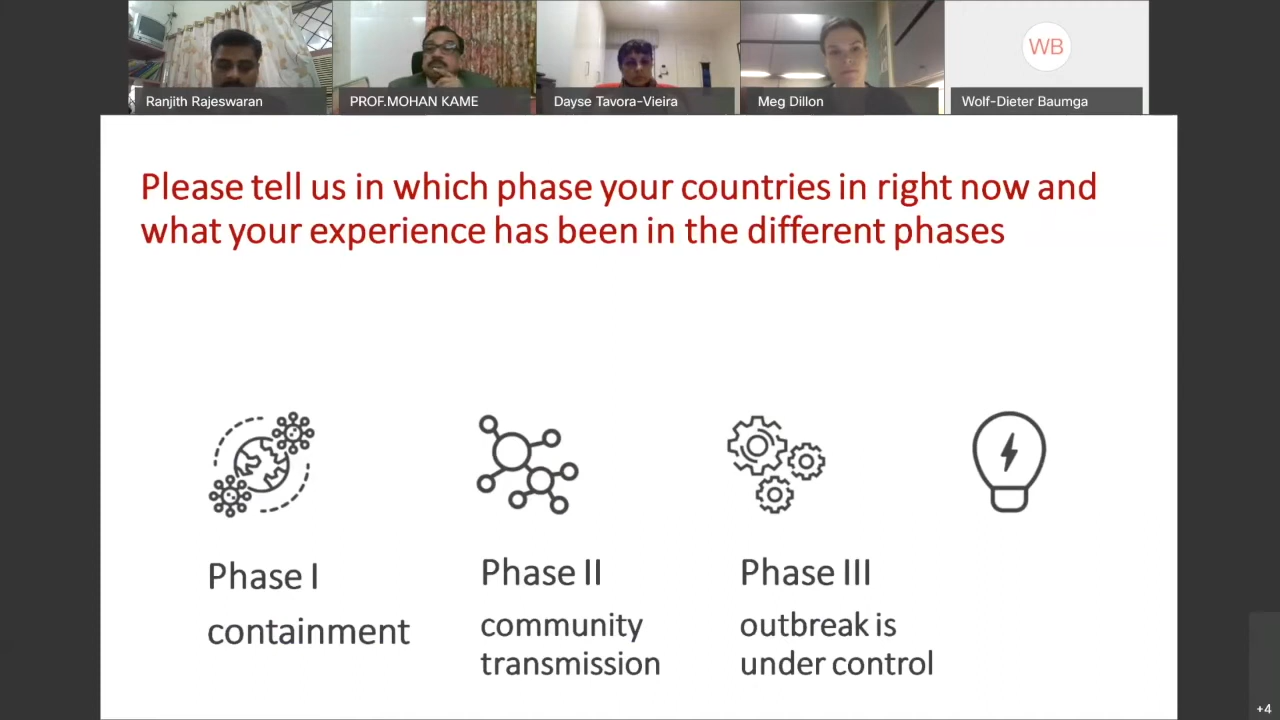 Ranjith Rajeswaran
PROF.MOHAN KAME
Dayse Tavora-Vieira
Meg Dillon
WB
Wolf-Dieter Baumga
Please tell us in which phase your countries in right now and
what your experience has been in the different phases
Phase I
containment
Phase II
community
transmission
Phase III
outbreak is
under control
+4